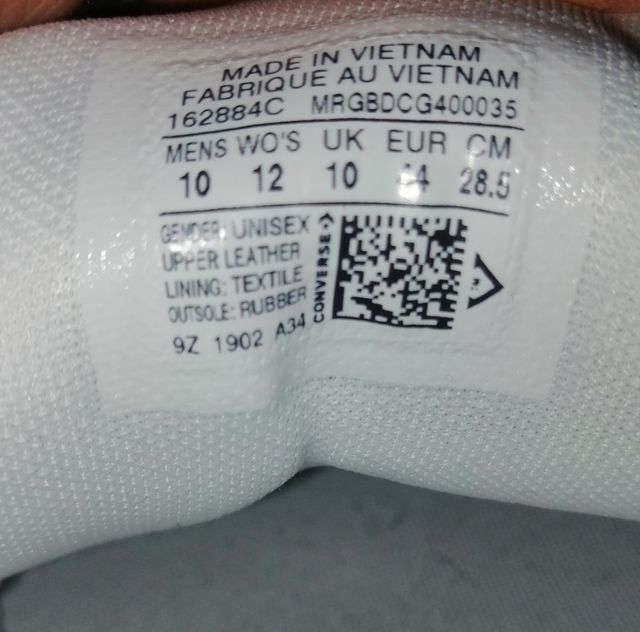 MADE IN VIETNAM
FABRIQUE AU VIETNAM
162884C MRGBDCG400035
MENS WO'S UK EUR CM
10 12 10 44 28.5
GENDER: UNISEX
UPPER LEATHER
LINING: TEXTILE
OUTSOLE: RUBBER
9Z 1902 A34
CONVERSE
TM